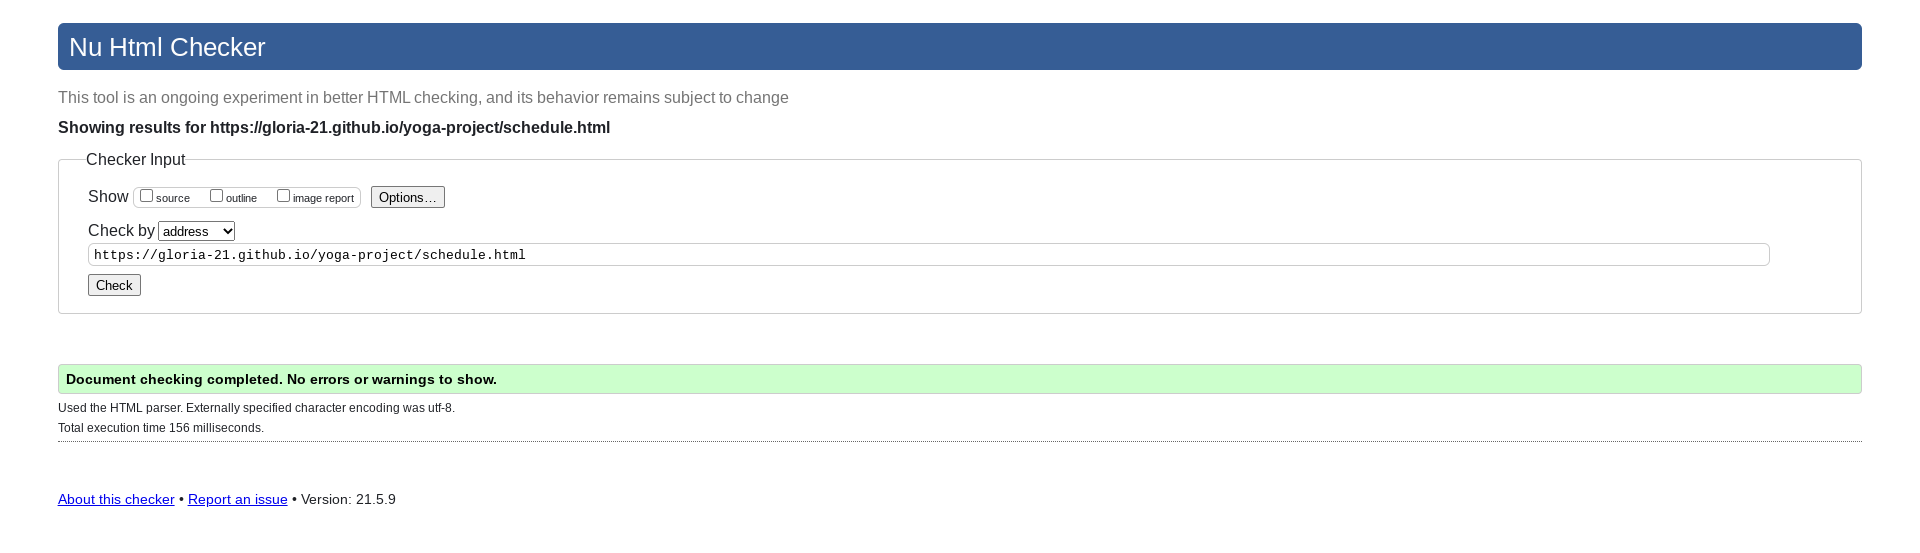 Nu Html Checker
This tool is an ongoing experiment in better HTML checking, and its behavior remains subject to change
Showing results for https://gloria-21.github.io/yoga-project/schedule.html
Checker Input
Show source outline image report Options...
Check by address
https://gloria-21.github.io/yoga-project/schedule.html
Check
Document checking completed. No errors or warnings to show.
Used the HTML parser. Externally specified character encoding was utf-8.
Total execution time 156 milliseconds.
About this checker • Report an issue • Version: 21.5.9